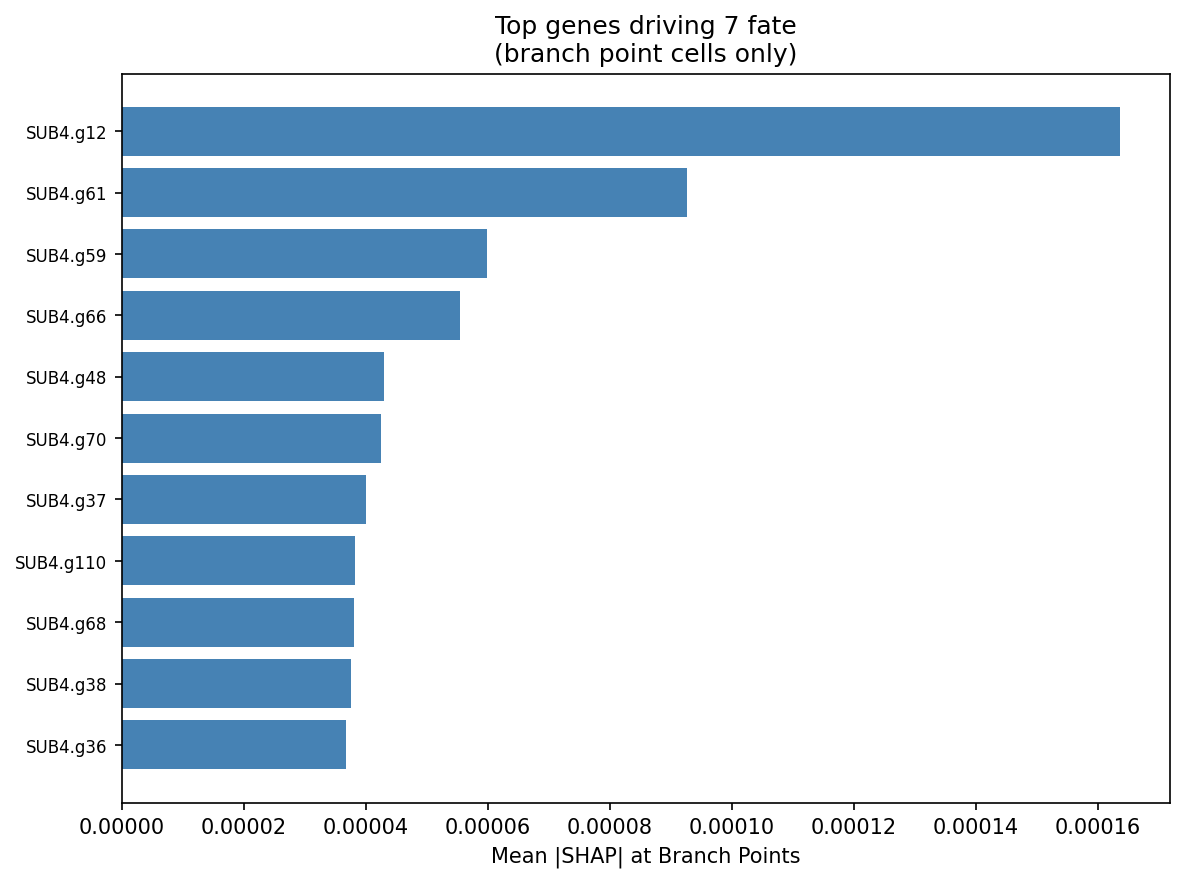 Top genes driving 7 fate
(branch point cells only)
SUB4.g12
SUB4.g61
SUB4.g59
SUB4.g66
SUB4.g48
SUB4.g70
SUB4.g37
SUB4.g110
SUB4.g68
SUB4.g38
SUB4.g36
0.00000 0.00002 0.00004 0.00006 0.00008 0.00010 0.00012 0.00014 0.00016
Mean |SHAP| at Branch Points